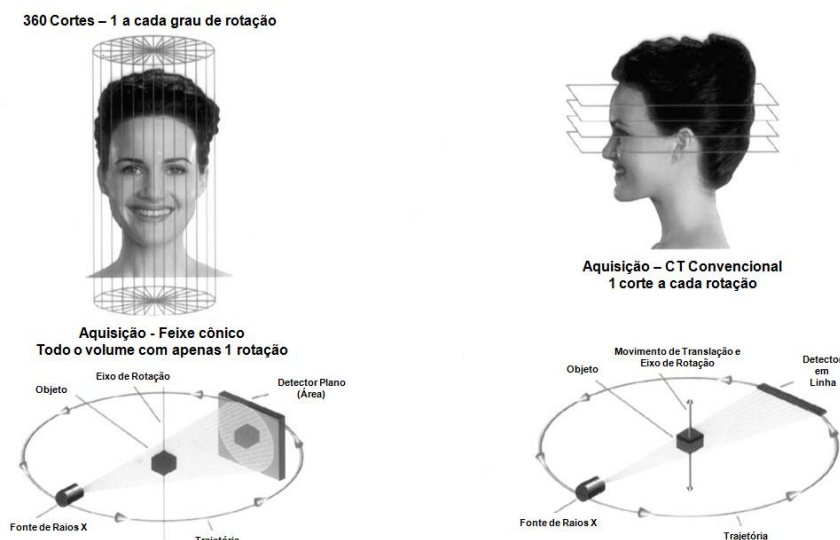 360 Cortes – 1 a cada grau de rotação
Aquisição - Feixe cônico
Todo o volume com apenas 1 rotação
Eixo de Rotação
Objeto
Detector Plano
(Área)
Fonte de Raios X
Trajetória
Aquisição – CT Convencional
1 corte a cada rotação
Movimento de Translação e
Eixo de Rotação
Objeto
Detector
em
Linha
Fonte de Raios X
Trajetória